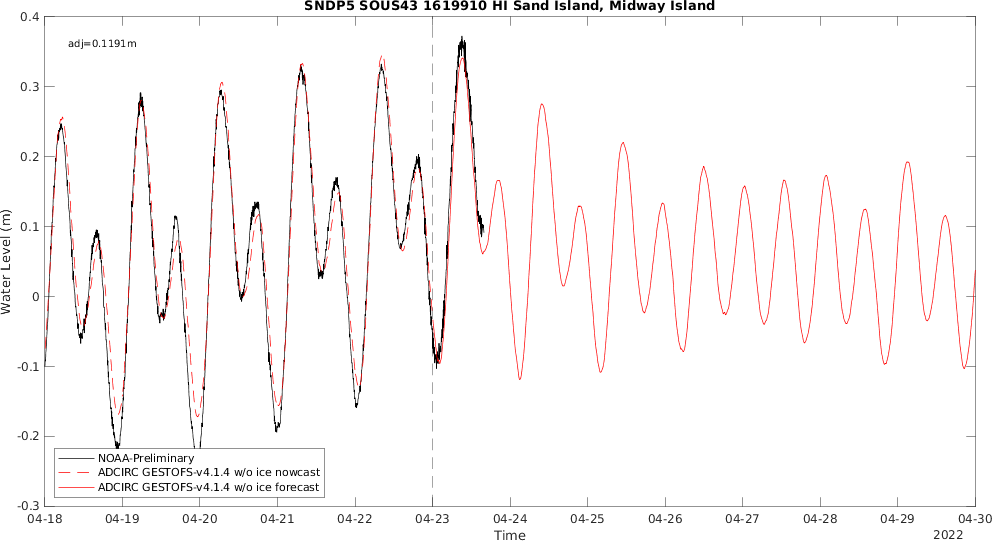 SNDP5 SOUS43 1619910 HI Sand Island, Midway Island
adj=0.1191m
Water Level (m)
0.4
0.3
0.2
0.1
0
-0.1
-0.2
-0.3
NOAA-Preliminary
ADCIRC GESTOFS-v4.1.4 w/o ice nowcast
ADCIRC GESTOFS-v4.1.4 w/o ice forecast
04-18 04-19 04-20 04-21 04-22 04-23 04-24 04-25 04-26 04-27 04-28 04-29 04-30
Time
2022